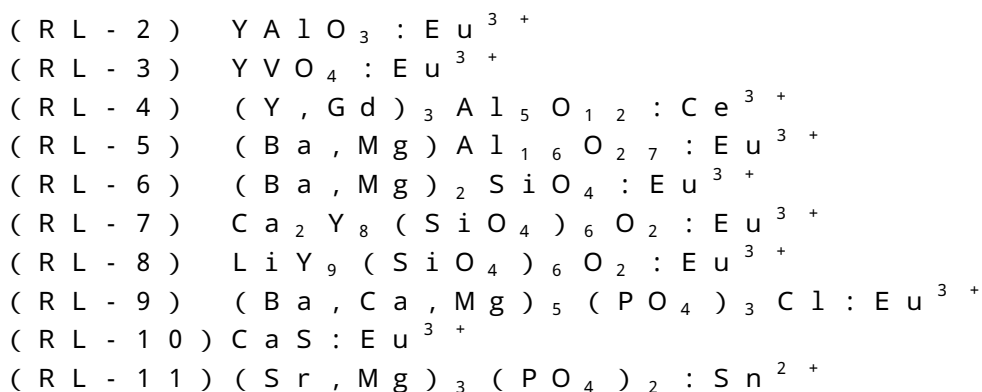 (RL-2) YAlO₃:Eu³⁺
(RL-3) YVO₄:Eu³⁺
(RL-4) (Y,Gd)₃Al₅O₁₂:Ce³⁺
(RL-5) (Ba,Mg)Al₁₆O₂₇:Eu³⁺
(RL-6) (Ba,Mg)₂SiO₄:Eu³⁺
(RL-7) Ca₂Y₈(SiO₄)₆O₂:Eu³⁺
(RL-8) LiY₉(SiO₄)₆O₂:Eu³⁺
(RL-9) (Ba,Ca,Mg)₅(PO₄)₃Cl:Eu³⁺
(RL-10)CaS:Eu³⁺
(RL-11)(Sr,Mg)₃(PO₄)₂:Sn²⁺